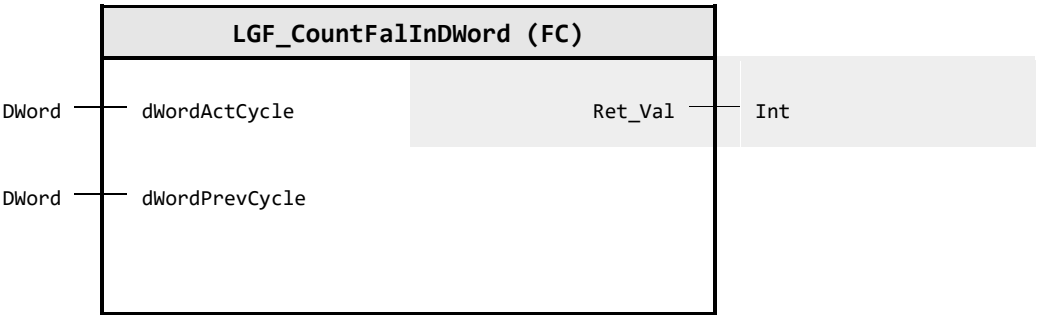 LGF_CountFalInDWord (FC)
DWord dWordActCycle Ret_Val Int
DWord dWordPrevCycle